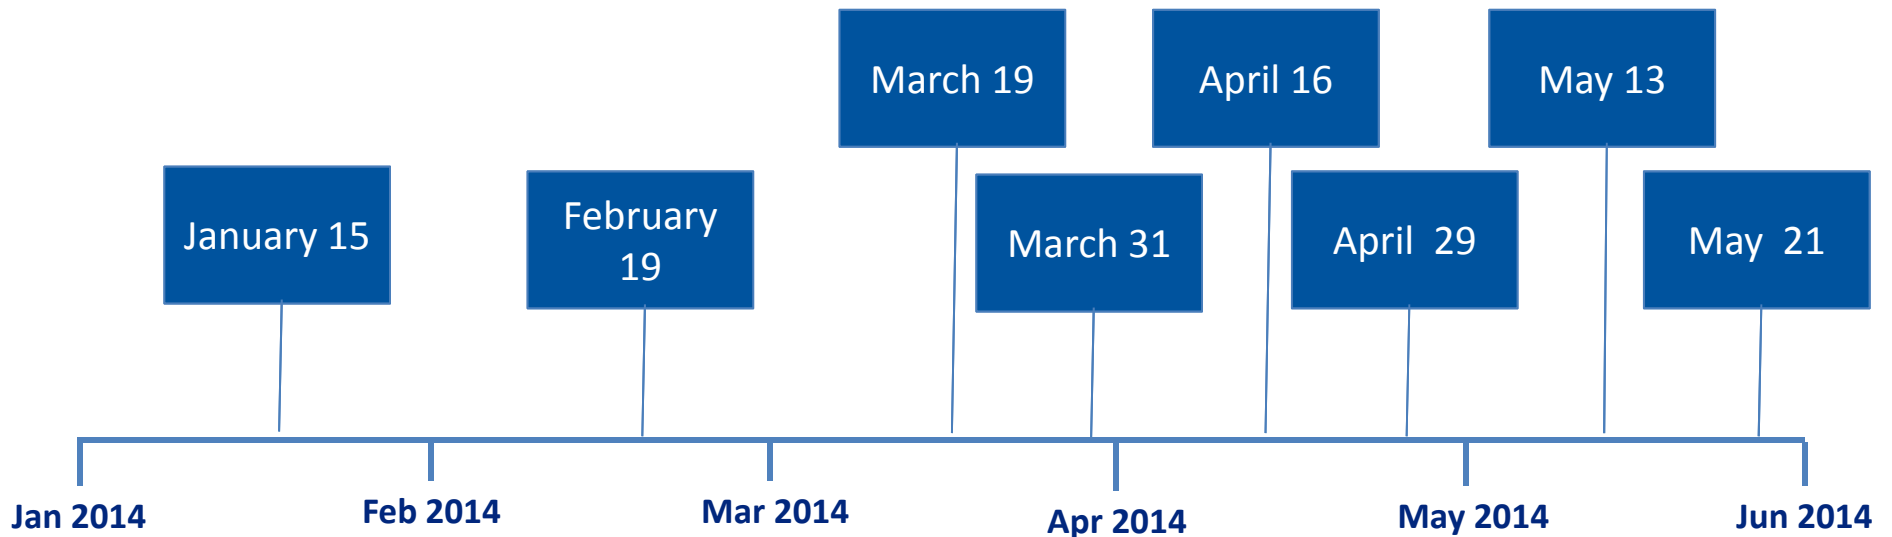 March 19
April 16
May 13
January 15
February
19
March 31
April  29
May  21
Jan 2014
Feb 2014
Mar 2014
Apr 2014
May 2014
Jun 2014